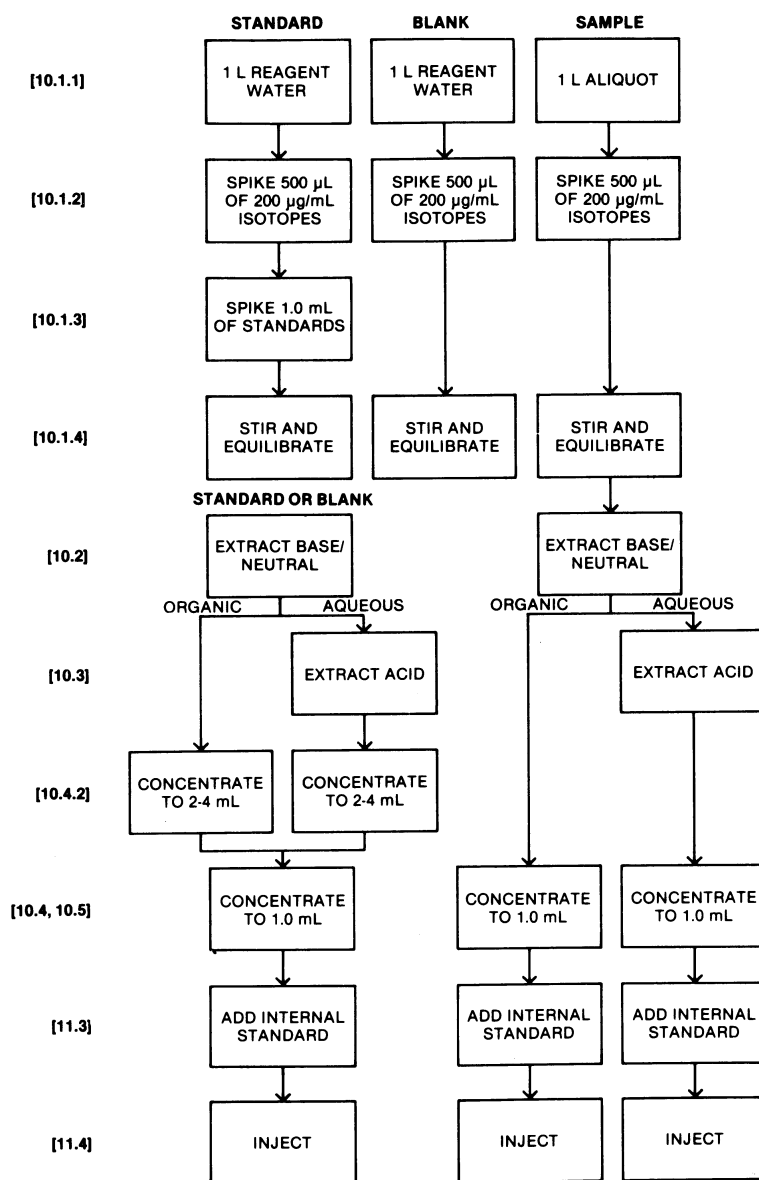 STANDARD BLANK SAMPLE
[10.1.1]
1 L REAGENT
WATER
1 L REAGENT
WATER
1 L ALIQUOT
[10.1.2]
SPIKE 500 µL
OF 200 µg/mL
ISOTOPES
SPIKE 500 µL
OF 200 µg/mL
ISOTOPES
SPIKE 500 µL
OF 200 µg/mL
ISOTOPES
[10.1.3]
SPIKE 1.0 mL
OF STANDARDS
[10.1.4]
STIR AND
EQUILIBRATE
STIR AND
EQUILIBRATE
STIR AND
EQUILIBRATE
STANDARD OR BLANK
[10.2]
EXTRACT BASE/
NEUTRAL
EXTRACT BASE/
NEUTRAL
ORGANIC AQUEOUS
ORGANIC AQUEOUS
[10.3]
EXTRACT ACID
EXTRACT ACID
[10.4.2]
CONCENTRATE
TO 2-4 mL
CONCENTRATE
TO 2-4 mL
[10.4, 10.5]
CONCENTRATE
TO 1.0 mL
CONCENTRATE
TO 1.0 mL
CONCENTRATE
TO 1.0 mL
[11.3]
ADD INTERNAL
STANDARD
ADD INTERNAL
STANDARD
ADD INTERNAL
STANDARD
[11.4]
INJECT
INJECT
INJECT